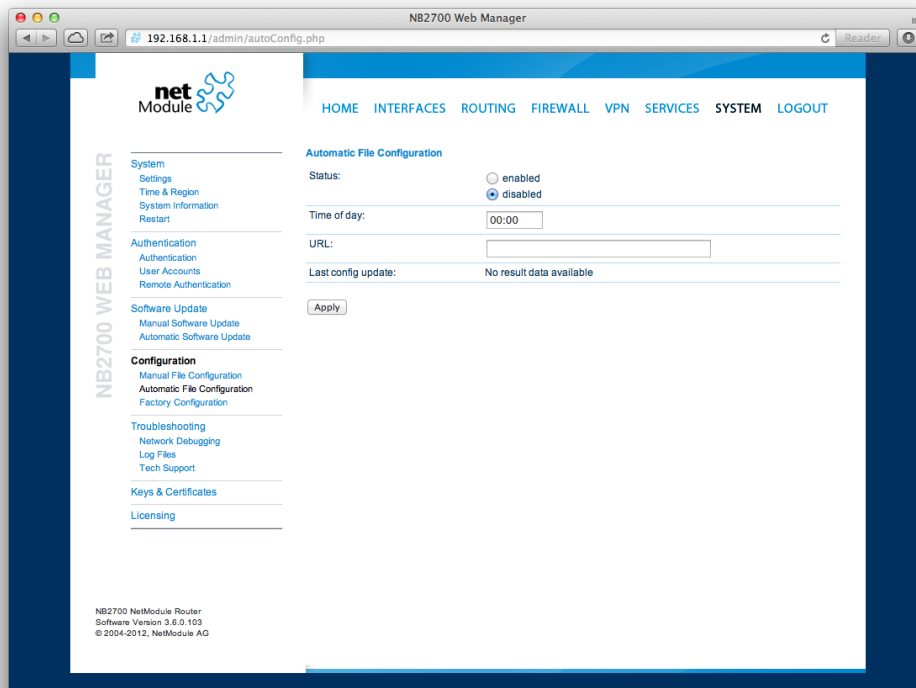 NB2700 Web Manager
192.168.1.1/admin/autoConfig.php
Reader
net
Module
HOME INTERFACES ROUTING FIREWALL VPN SERVICES SYSTEM LOGOUT
NB2700 WEB MANAGER
System
Settings
Time & Region
System Information
Restart
Authentication
Authentication
User Accounts
Remote Authentication
Software Update
Manual Software Update
Automatic Software Update
Configuration
Manual File Configuration
Automatic File Configuration
Factory Configuration
Troubleshooting
Network Debugging
Log Files
Tech Support
Keys & Certificates
Licensing
Automatic File Configuration
Status:
enabled
disabled
Time of day: 00:00
URL:
Last config update: No result data available
Apply
NB2700 NetModule Router
Software Version 3.6.0.103
© 2004-2012, NetModule AG